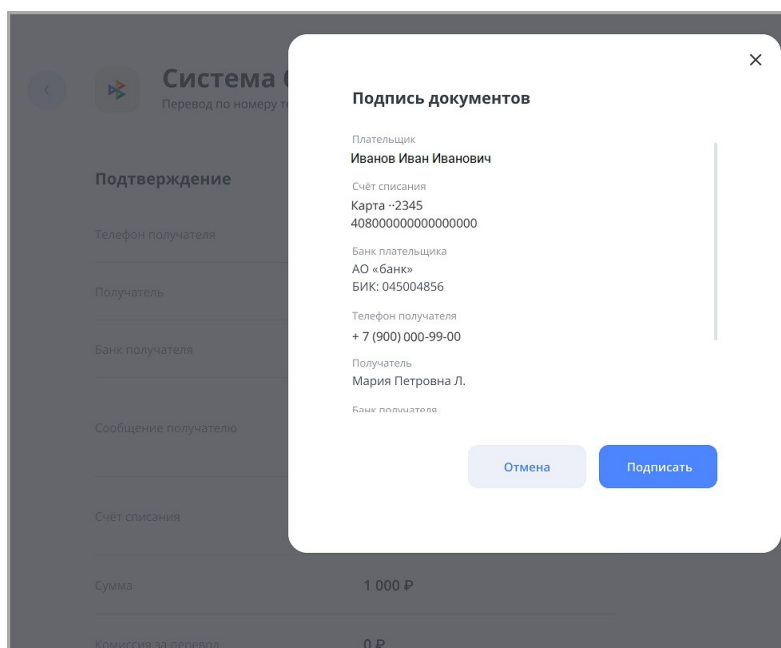 Система
Перевод по номеру
Подтверждение
Телефон получателя
Получатель
Банк получателя
Сообщение получателю
Счёт списания
Сумма
1 000 ₽
Комиссия за перевод
0 ₽
Подпись документов
Плательщик
Иванов Иван Иванович
Счёт списания
Карта ··2345
408000000000000000
Банк плательщика
АО «банк»
БИК: 045004856
Телефон получателя
+ 7 (900) 000-99-00
Получатель
Мария Петровна Л.
Банк получателя
Отмена
Подписать